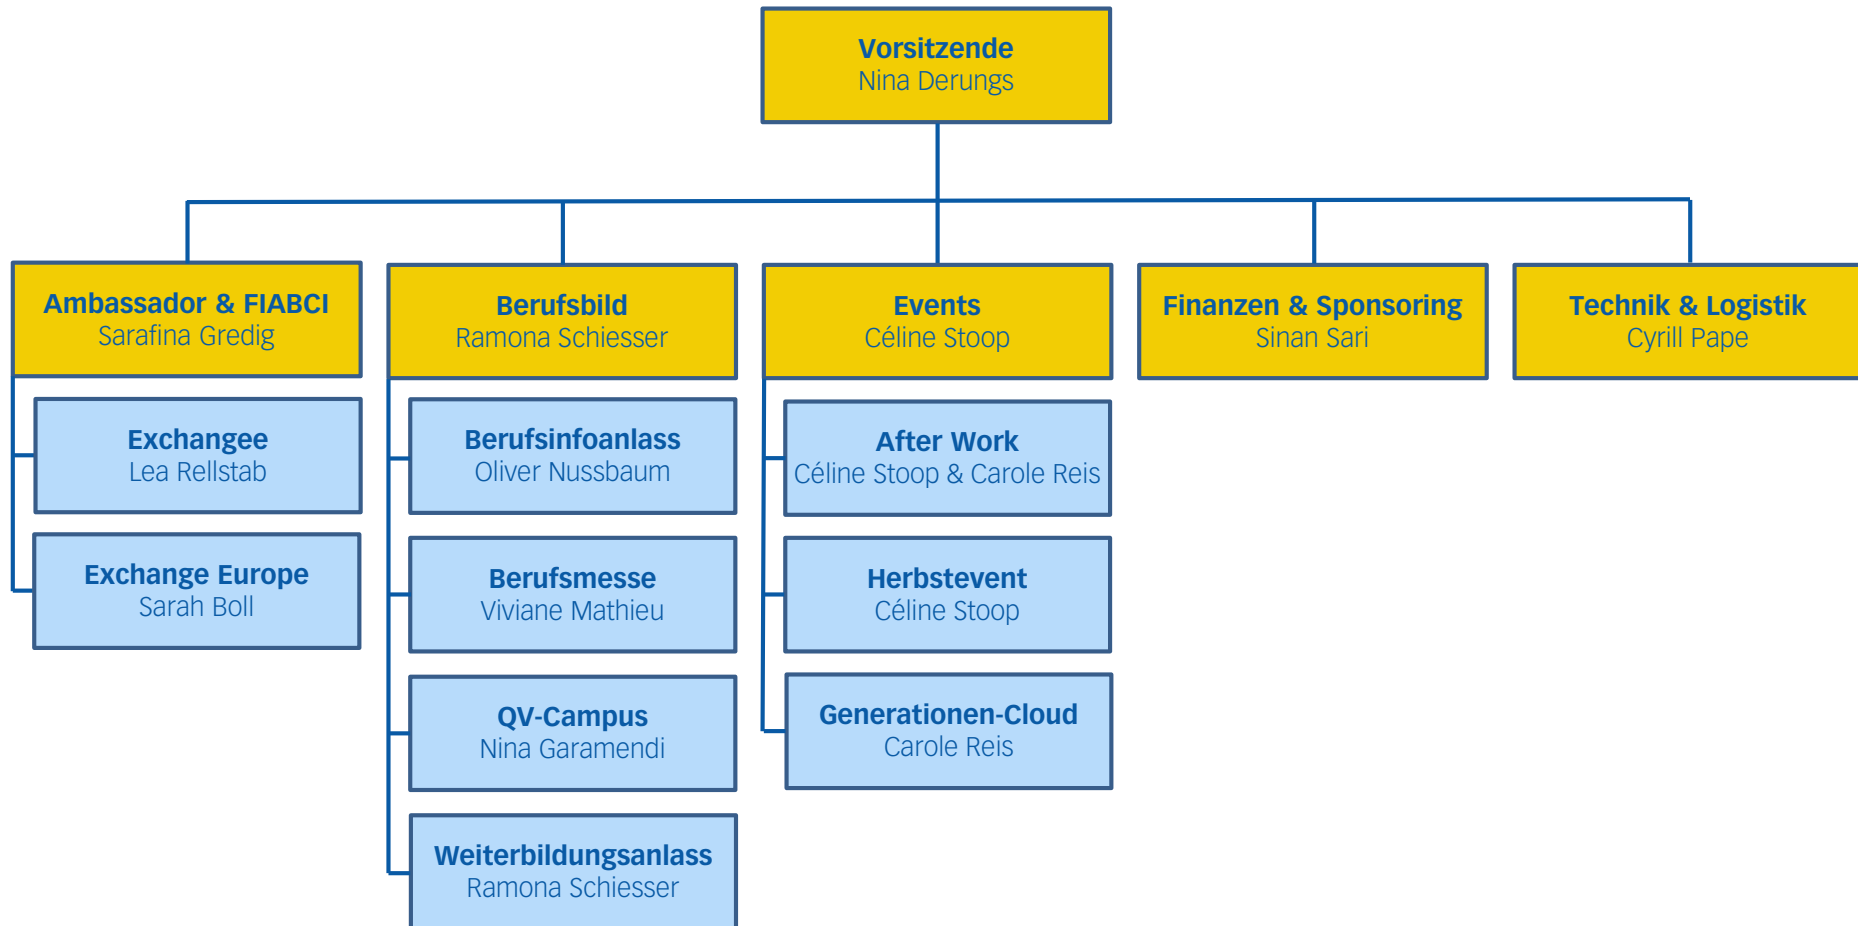 Vorsitzende
Nina Derungs
Ambassador & FIABCI
Sarafina Gredig
Exchangee
Lea Rellstab
Exchange Europe
Sarah Boll
Berufsbild
Ramona Schiesser
Berufsinfoanlass
Oliver Nussbaum
Berufsmesse
Viviane Mathieu
QV-Campus
Nina Garamendi
Weiterbildungsanlass
Ramona Schiesser
Events
Céline Stoop
After Work
Céline Stoop & Carole Reis
Herbstevent
Céline Stoop
Generationen-Cloud
Carole Reis
Finanzen & Sponsoring
Sinan Sari
Technik & Logistik
Cyrill Pape